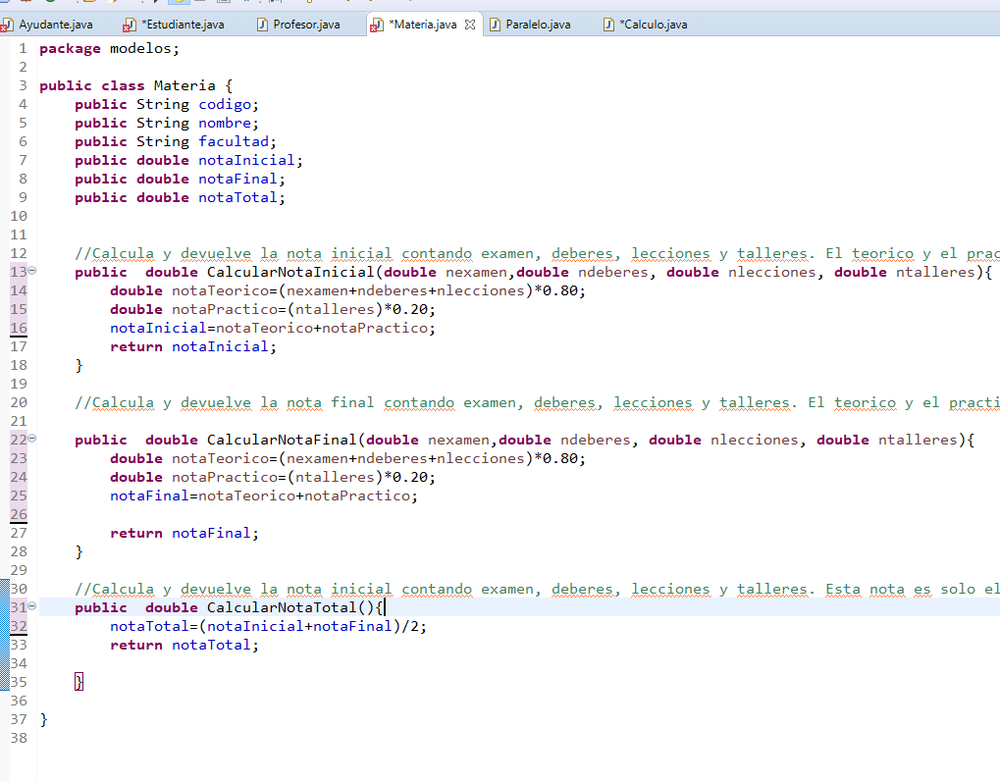 Ayudante.java *Estudiante.java Profesor.java *Materia.java Paralelo.java *Calculo.java
1 package modelos;
2
3 public class Materia {
4 public String codigo;
5 public String nombre;
6 public String facultad;
7 public double notaInicial;
8 public double notaFinal;
9 public double notaTotal;
10
11
12 //Calcula y devuelve la nota inicial contando examen, deberes, lecciones y talleres. El teorico y el prac
13 public  double CalcularNotaInicial(double nexamen,double ndeberes, double nlecciones, double ntalleres){
14 double notaTeorico=(nexamen+ndeberes+nlecciones)*0.80;
15 double notaPractico=(ntalleres)*0.20;
16 notaInicial=notaTeorico+notaPractico;
17 return notaInicial;
18 }
19
20 //Calcula y devuelve la nota final contando examen, deberes, lecciones y talleres. El teorico y el practi
21
22 public  double CalcularNotaFinal(double nexamen,double ndeberes, double nlecciones, double ntalleres){
23 double notaTeorico=(nexamen+ndeberes+nlecciones)*0.80;
24 double notaPractico=(ntalleres)*0.20;
25 notaFinal=notaTeorico+notaPractico;
26
27 return notaFinal;
28 }
29
30 //Calcula y devuelve la nota inicial contando examen, deberes, lecciones y talleres. Esta nota es solo el
31 public  double CalcularNotaTotal(){
32 notaTotal=(notaInicial+notaFinal)/2;
33 return notaTotal;
34
35 }
36
37 }
38